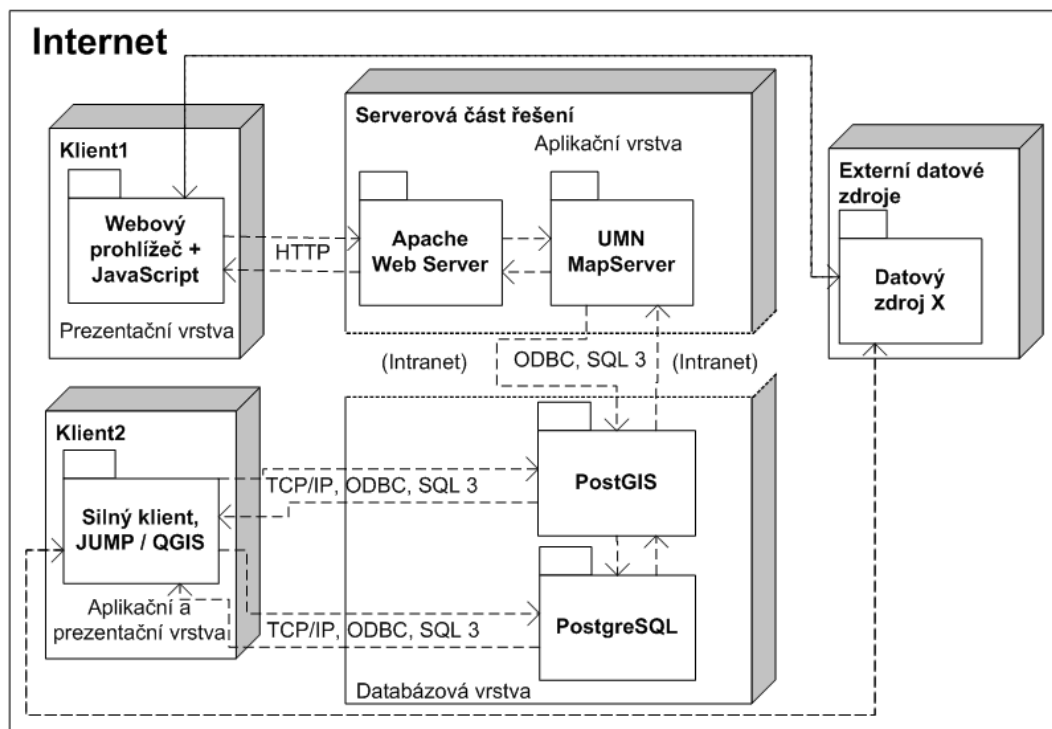 Internet
Klient1
Webový
prohlížeč +
JavaScript
Prezentační vrstva
HTTP
Serverová část řešení
Aplikační vrstva
Apache
Web Server
UMN
MapServer
Externí datové
zdroje
Datový
zdroj X
(Intranet)
ODBC, SQL 3
(Intranet)
Klient2
Silný klient,
JUMP / QGIS
Aplikační a
prezentační vrstva
TCP/IP, ODBC, SQL 3
TCP/IP, ODBC, SQL 3
PostGIS
PostgreSQL
Databázová vrstva